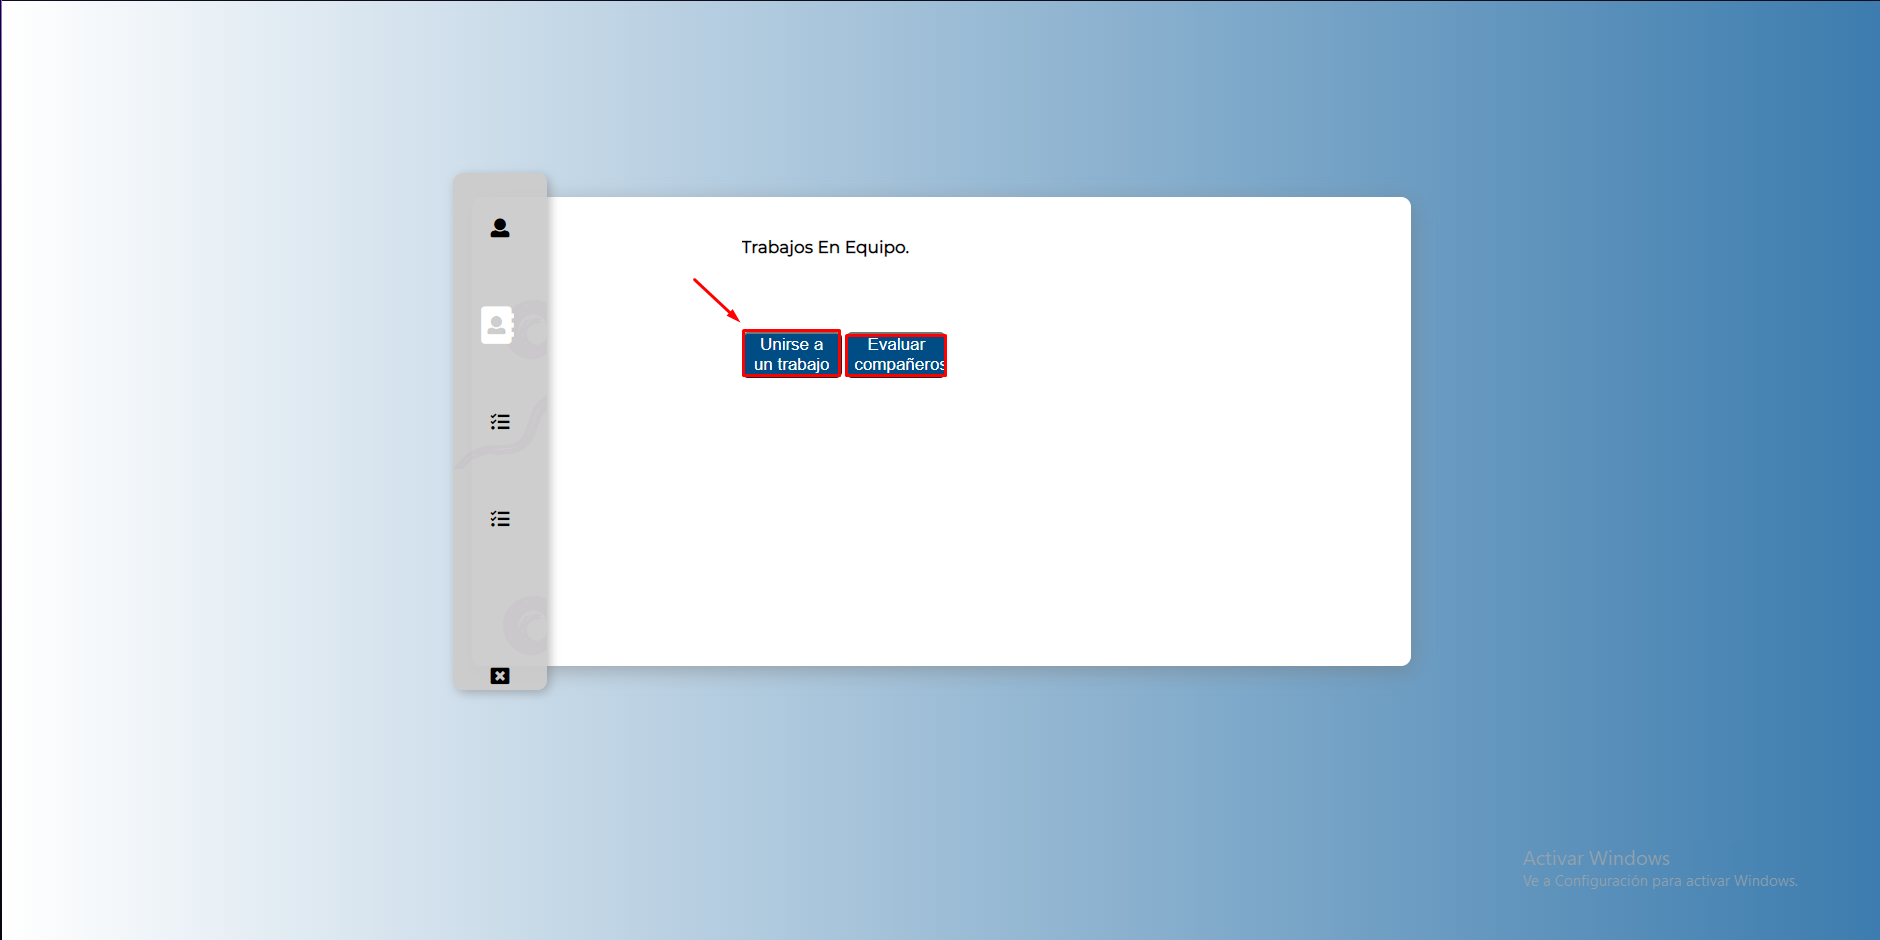 Trabajos En Equipo.
Unirse a
un trabajo
Evaluar
compañeros
Activar Windows
Ve a Configuración para activar Windows.